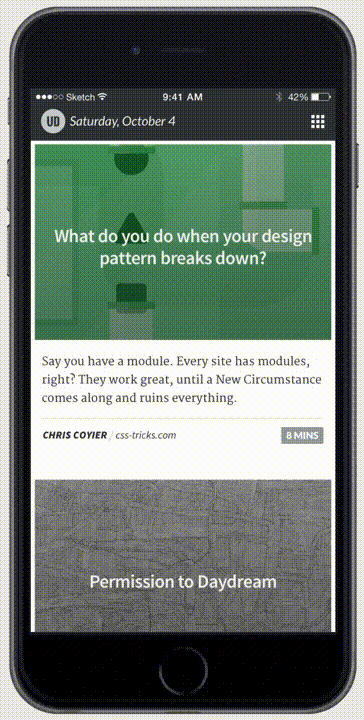 Sketch 9:41 AM 42%
UD Saturday, October 4
What do you do when your design
pattern breaks down?
Say you have a module. Every site has modules,
right? They work great, until a New Circumstance
comes along and ruins everything.
CHRIS COYIER / css-tricks.com 8 MINS
Permission to Daydream